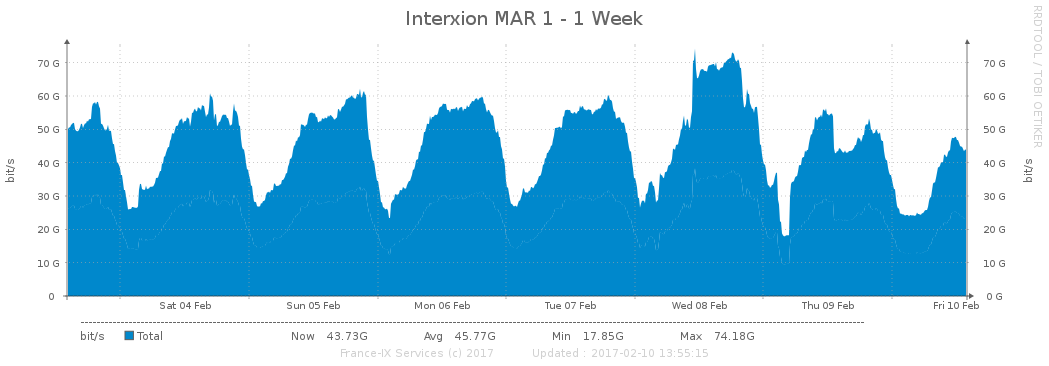 Interxion MAR 1 - 1 Week
RRDTOOL / TOBI OETIKER
bit/s
70 G
60 G
50 G
40 G
30 G
20 G
10 G
0
70 G
60 G
50 G
40 G
30 G
20 G
10 G
0 G
bit/s
Sat 04 Feb Sun 05 Feb Mon 06 Feb Tue 07 Feb Wed 08 Feb Thu 09 Feb Fri 10 Feb
bit/s Total Now 43.73G Avg 45.77G Min 17.85G Max 74.18G
France-IX Services (c) 2017 Updated : 2017-02-10 13:55:15